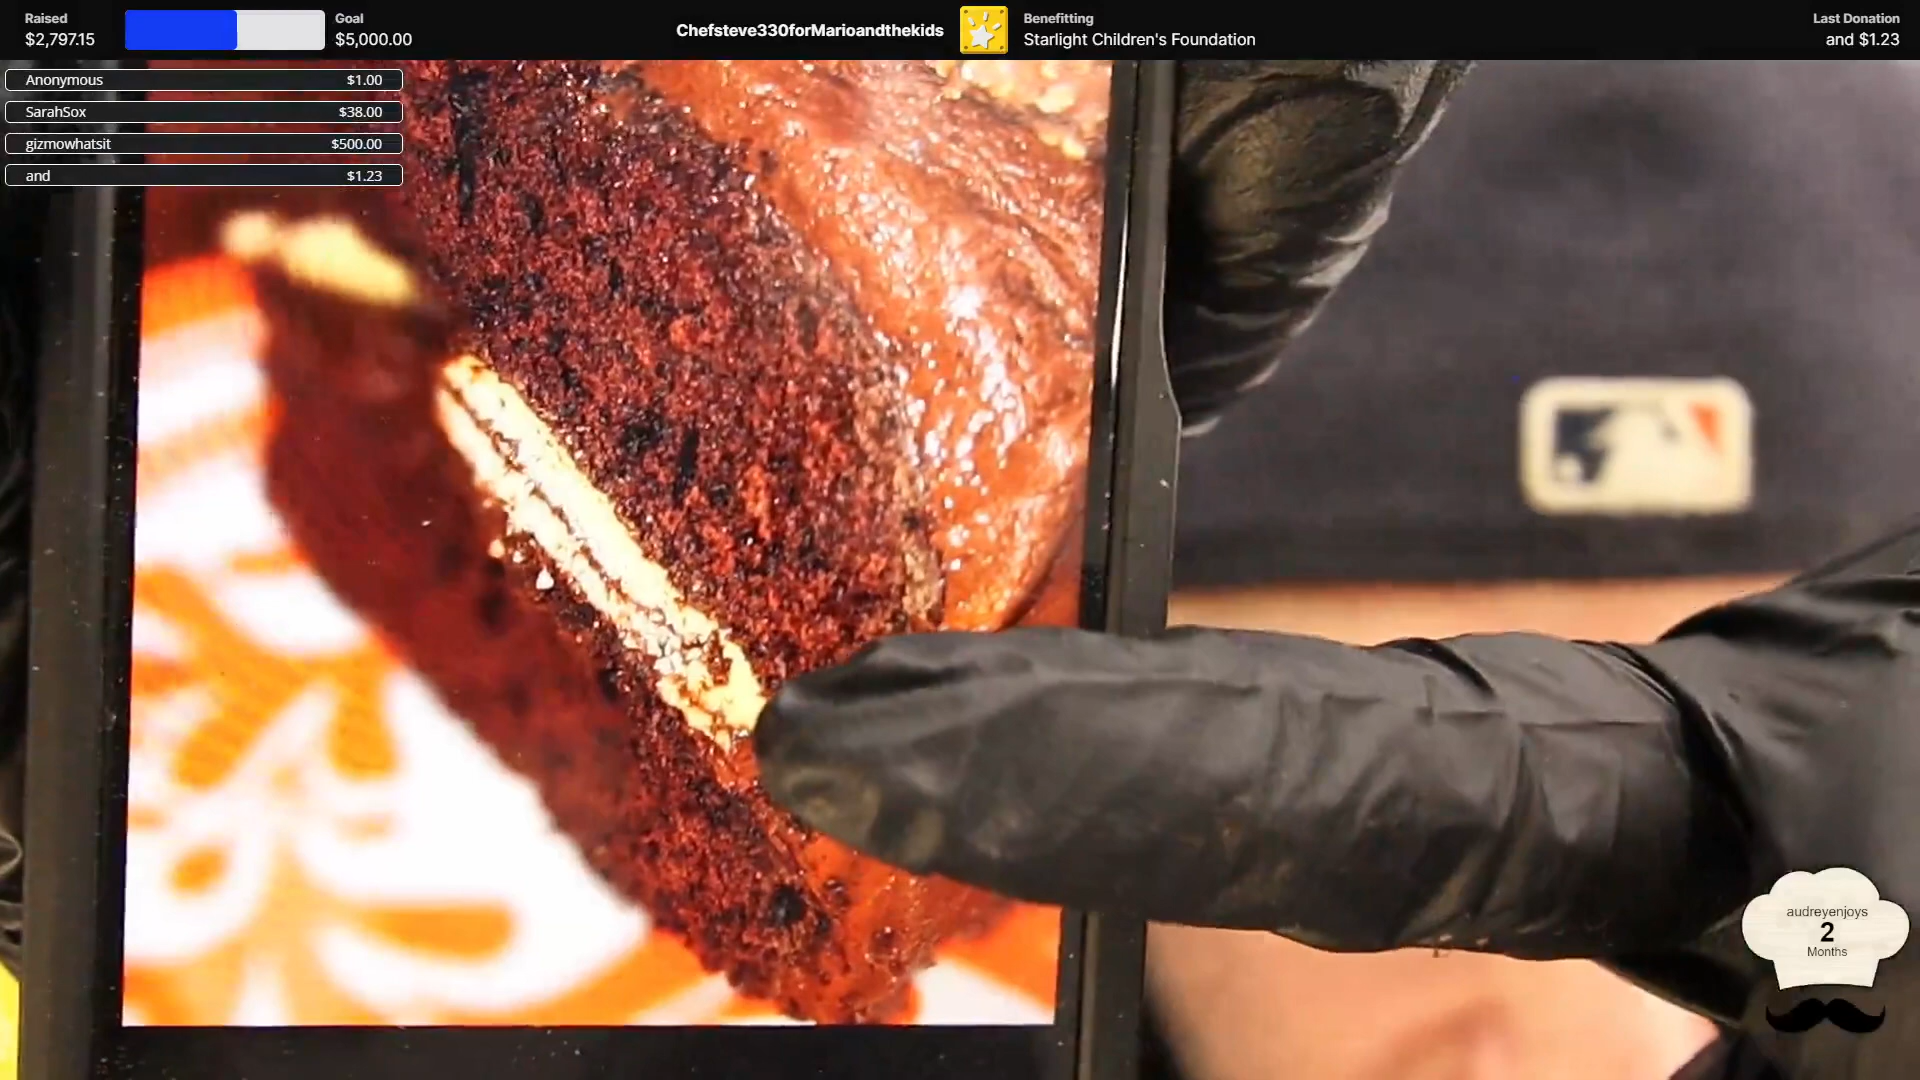 Raised
$2,797.15
Goal
$5,000.00
Chefsteve330forMarioandthekids
Benefitting
Starlight Children's Foundation
Last Donation
and $1.23
Anonymous $1.00
SarahSox $38.00
gizmowhatsit $500.00
and $1.23
audreyenjoys
2
Months